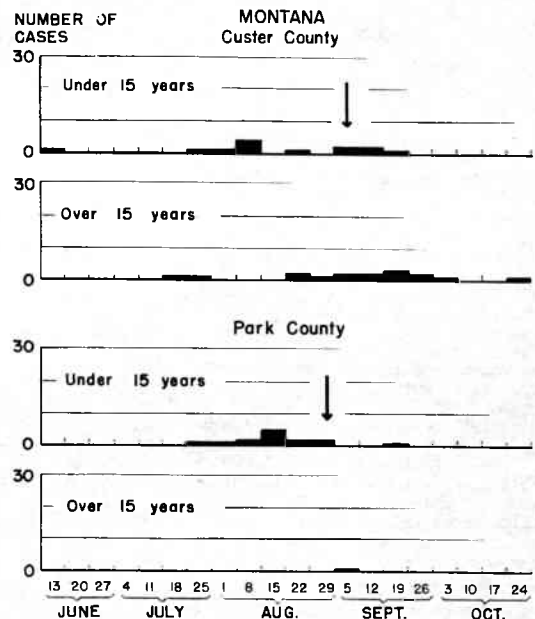 NUMBER OF CASES
MONTANA
Custer County
30
Under 15 years
0
30
Over 15 years
0
Park County
30
Under 15 years
0
30
Over 15 years
0
13 20 27 4 11 18 25 1 8 15 22 29 5 12 19 26 3 10 17 24
JUNE JULY AUG. SEPT. OCT.